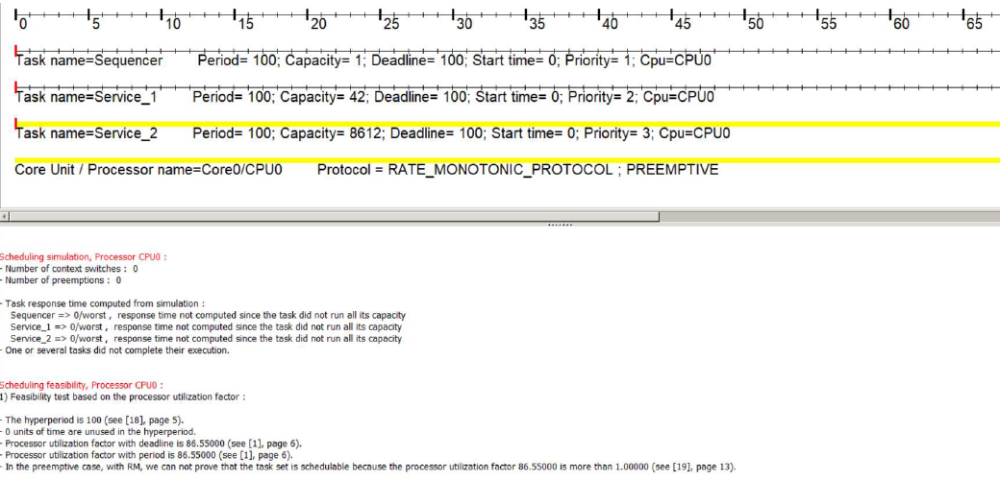 0 5 10 15 20 25 30 35 40 45 50 55 60 65
Task name=Sequencer Period= 100; Capacity= 1; Deadline= 100; Start time= 0; Priority= 1; Cpu=CPU0
Task name=Service_1 Period= 100; Capacity= 42; Deadline= 100; Start time= 0; Priority= 2; Cpu=CPU0
Task name=Service_2 Period= 100; Capacity= 8612; Deadline= 100; Start time= 0; Priority= 3; Cpu=CPU0
Core Unit / Processor name=Core0/CPU0 Protocol = RATE_MONOTONIC_PROTOCOL ; PREEMPTIVE
Scheduling simulation, Processor CPU0 :
- Number of context switches : 0
- Number of preemptions : 0
- Task response time computed from simulation :
Sequencer => 0/worst , response time not computed since the task did not run all its capacity
Service_1 => 0/worst , response time not computed since the task did not run all its capacity
Service_2 => 0/worst , response time not computed since the task did not run all its capacity
- One or several tasks did not complete their execution.
Scheduling feasibility, Processor CPU0 :
1) Feasibility test based on the processor utilization factor :
- The hyperperiod is 100 (see [18], page 5).
- 0 units of time are unused in the hyperperiod.
- Processor utilization factor with deadline is 86.55000 (see [1], page 6).
- Processor utilization factor with period is 86.55000 (see [1], page 6).
- In the preemptive case, with RM, we can not prove that the task set is schedulable because the processor utilization factor 86.55000 is more than 1.00000 (see [19], page 13).